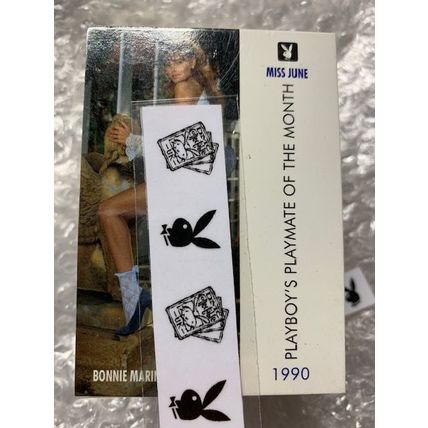 MISS JUNE
PLAYBOY'S PLAYMATE OF THE MONTH
1990
BONNIE